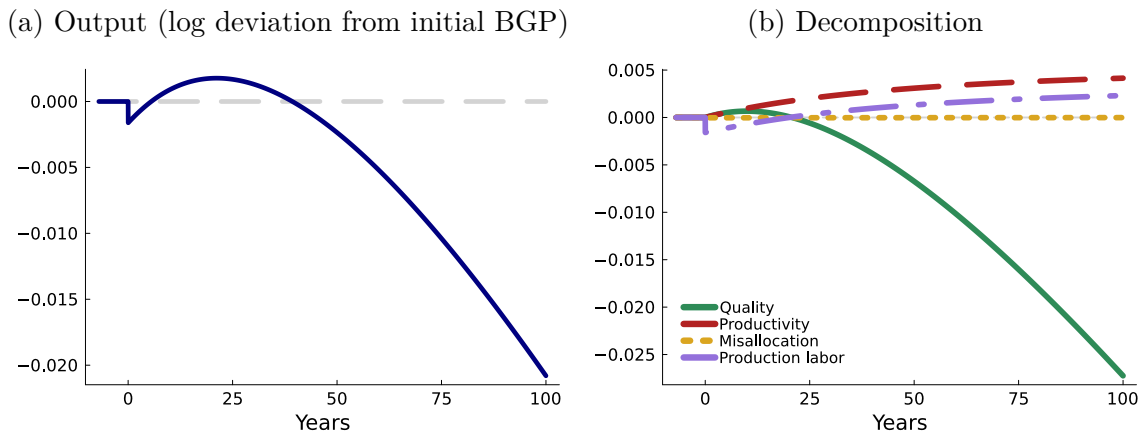 (a) Output (log deviation from initial BGP)
0.000
−0.005
−0.010
−0.015
−0.020
0 25 50 75 100
Years
(b) Decomposition
0.005
0.000
−0.005
−0.010
−0.015
−0.020
−0.025
Quality
Productivity
Misallocation
Production labor
0 25 50 75 100
Years